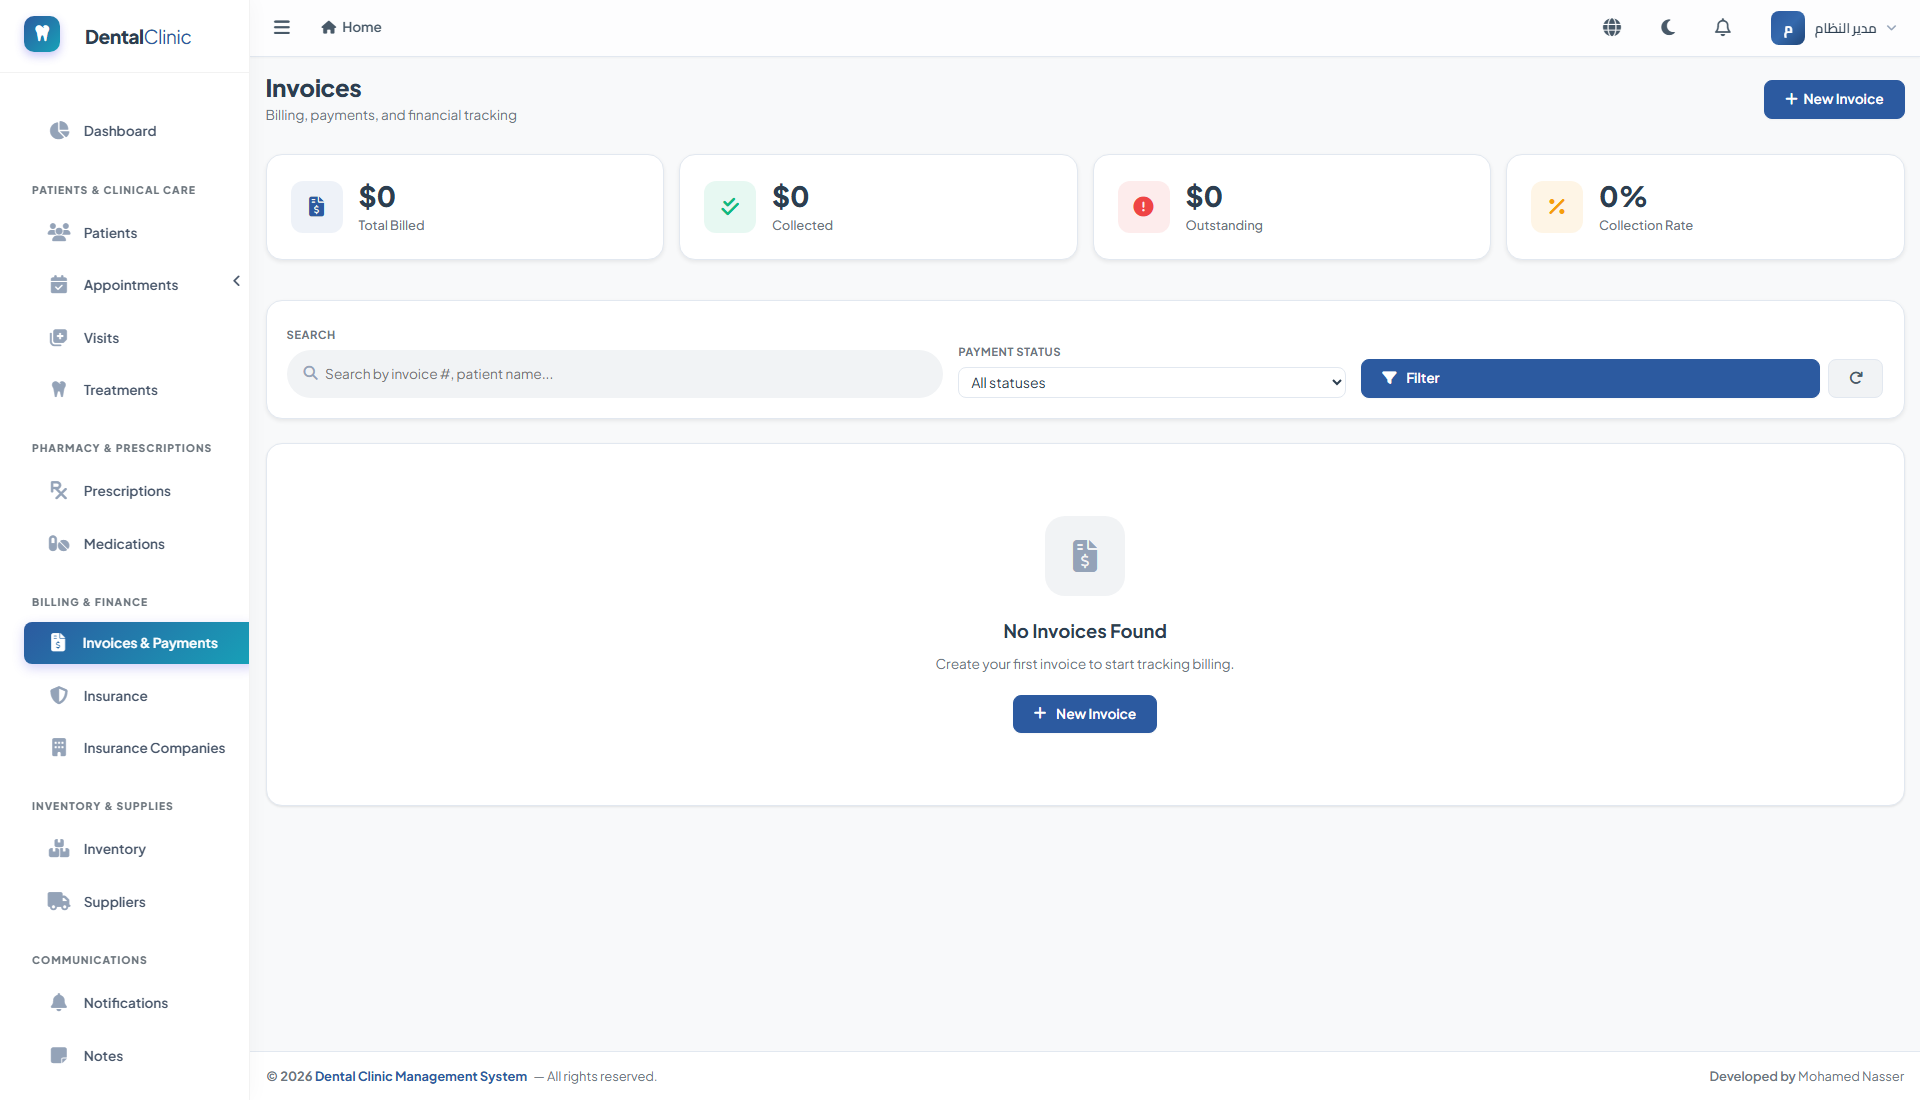 DentalClinic
Home
م
مدير النظام
Dashboard
PATIENTS & CLINICAL CARE
Patients
Appointments
Visits
Treatments
PHARMACY & PRESCRIPTIONS
Prescriptions
Medications
BILLING & FINANCE
Invoices & Payments
Insurance
Insurance Companies
INVENTORY & SUPPLIES
Inventory
Suppliers
COMMUNICATIONS
Notifications
Notes
Invoices
Billing, payments, and financial tracking
New Invoice
$0
Total Billed
$0
Collected
$0
Outstanding
0%
Collection Rate
SEARCH
Search by invoice #, patient name...
PAYMENT STATUS
All statuses
Filter
No Invoices Found
Create your first invoice to start tracking billing.
New Invoice
© 2026 Dental Clinic Management System — All rights reserved.
Developed by Mohamed Nasser